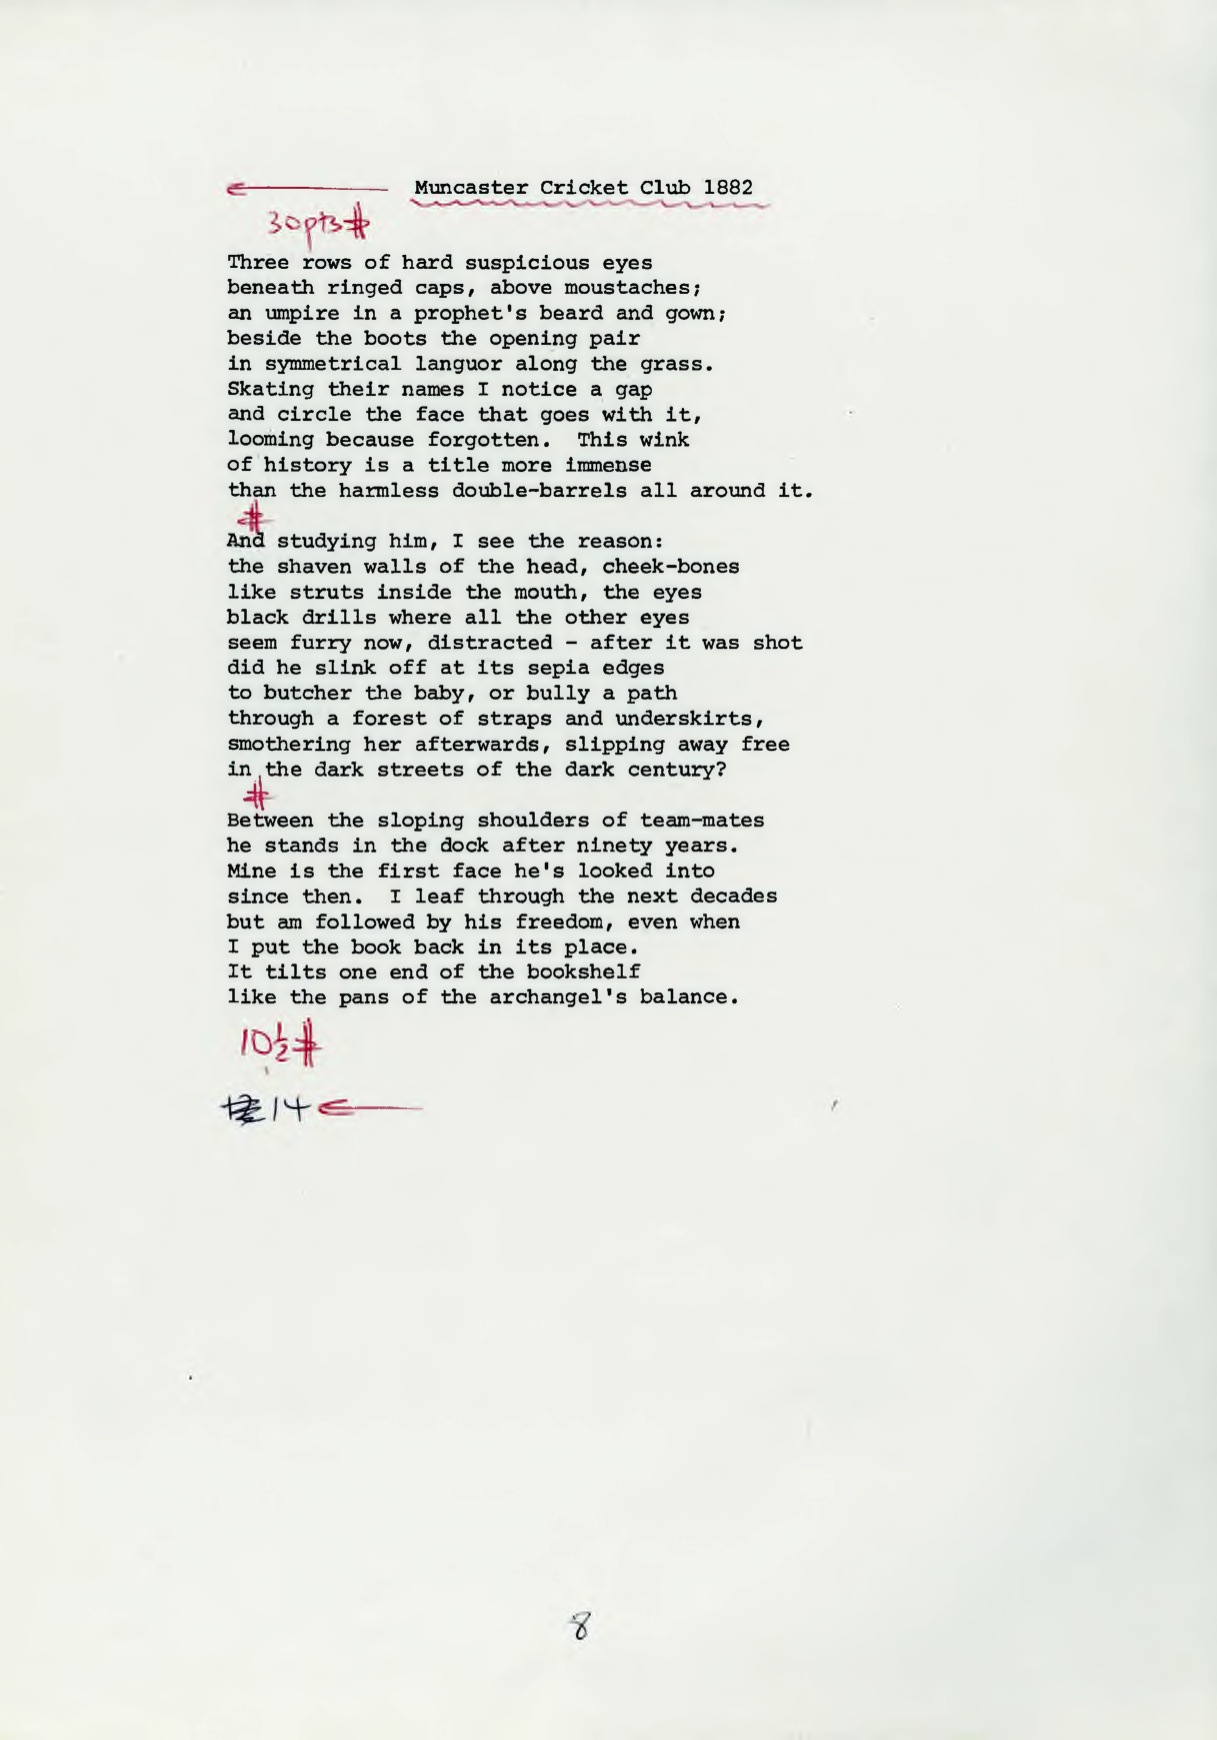 Muncaster Cricket Club 1882
30pts#
Three rows of hard suspicious eyes
beneath ringed caps, above moustaches;
an umpire in a prophet's beard and gown;
beside the boots the opening pair
in symmetrical languor along the grass.
Skating their names I notice a gap
and circle the face that goes with it,
looming because forgotten.  This wink
of history is a title more immense
than the harmless double-barrels all around it.
#
And studying him, I see the reason:
the shaven walls of the head, cheek-bones
like struts inside the mouth, the eyes
black drills where all the other eyes
seem furry now, distracted - after it was shot
did he slink off at its sepia edges
to butcher the baby, or bully a path
through a forest of straps and underskirts,
smothering her afterwards, slipping away free
in the dark streets of the dark century?
#
Between the sloping shoulders of team-mates
he stands in the dock after ninety years.
Mine is the first face he's looked into
since then.  I leaf through the next decades
but am followed by his freedom, even when
I put the book back in its place.
It tilts one end of the bookshelf
like the pans of the archangel's balance.
10½#
14
8